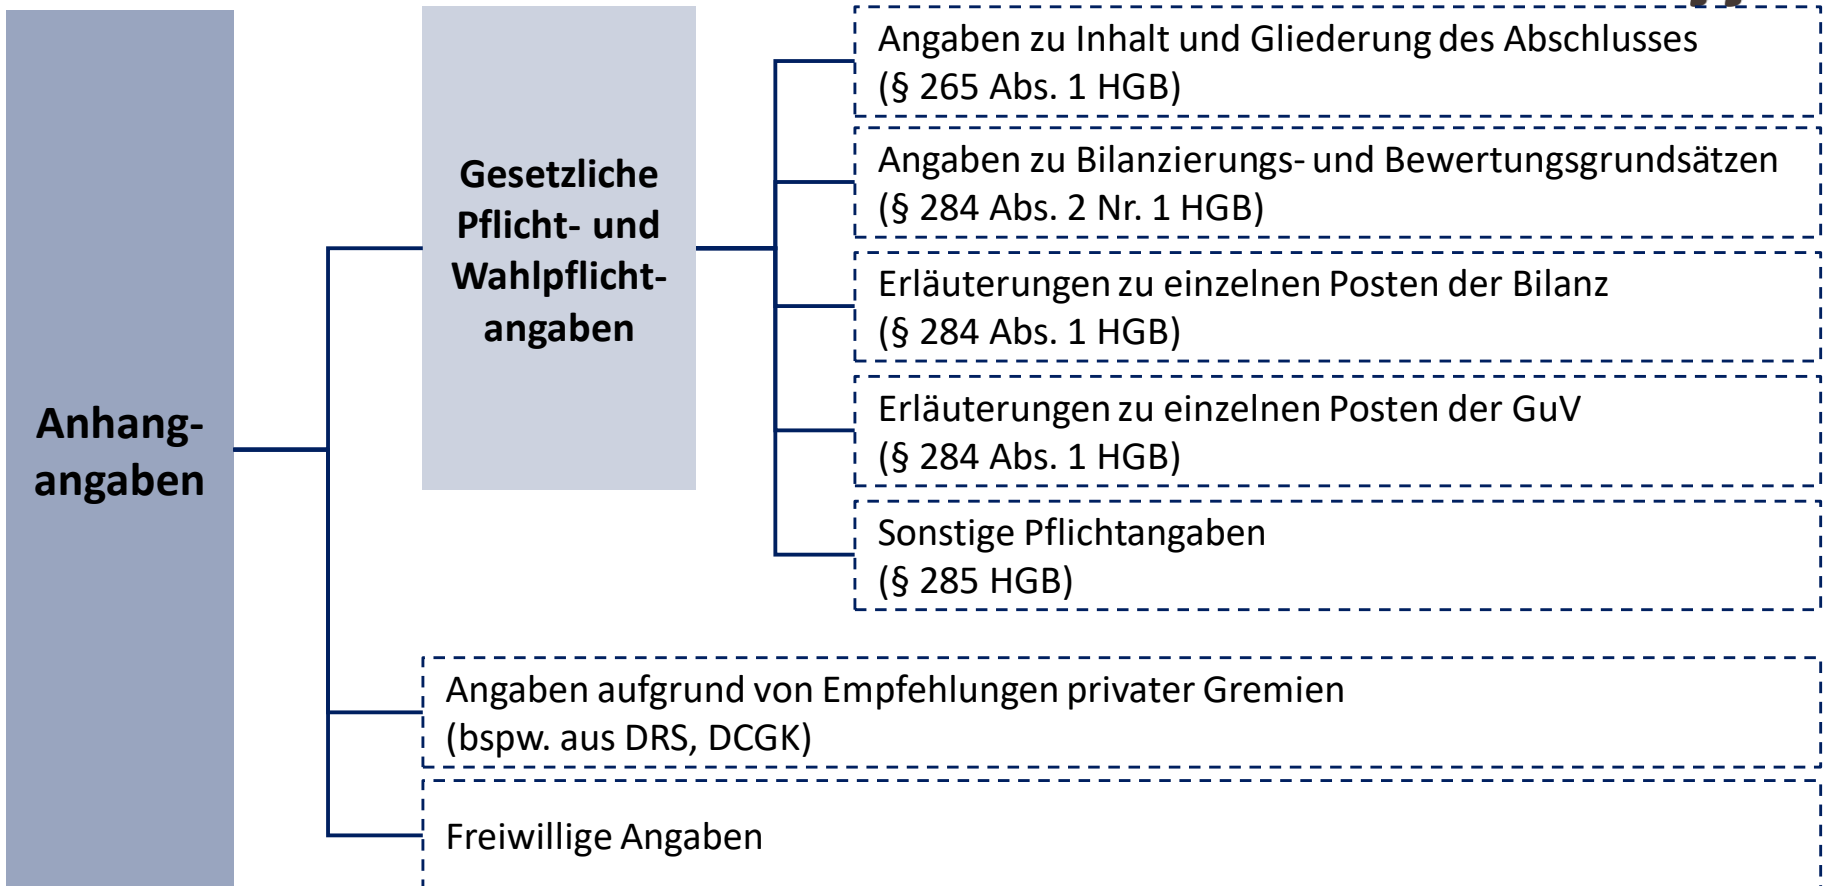 Anhang-
angaben
Gesetzliche
Pflicht- und
Wahlpflicht-
angaben
Angaben zu Inhalt und Gliederung des Abschlusses
(§ 265 Abs. 1 HGB)
Angaben zu Bilanzierungs- und Bewertungsgrundsätzen
(§ 284 Abs. 2 Nr. 1 HGB)
Erläuterungen zu einzelnen Posten der Bilanz
(§ 284 Abs. 1 HGB)
Erläuterungen zu einzelnen Posten der GuV
(§ 284 Abs. 1 HGB)
Sonstige Pflichtangaben
(§ 285 HGB)
Angaben aufgrund von Empfehlungen privater Gremien
(bspw. aus DRS, DCGK)
Freiwillige Angaben